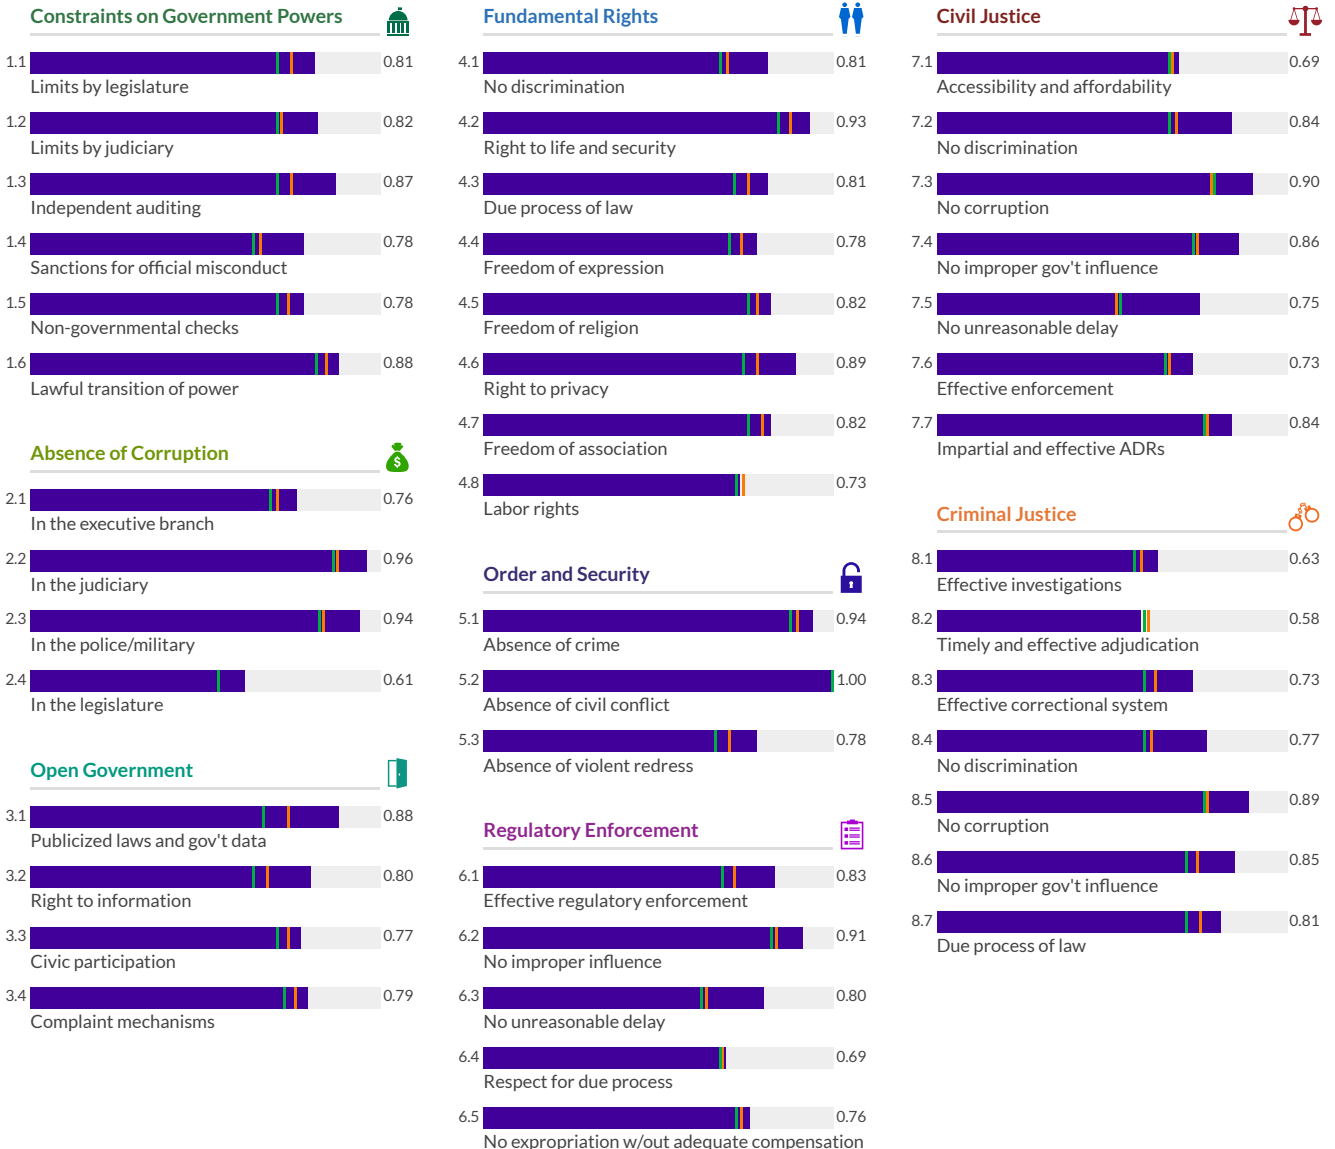 Constraints on Government Powers
1.1 0.81
Limits by legislature
1.2 0.82
Limits by judiciary
1.3 0.87
Independent auditing
1.4 0.78
Sanctions for official misconduct
1.5 0.78
Non-governmental checks
1.6 0.88
Lawful transition of power
Absence of Corruption
$
2.1 0.76
In the executive branch
2.2 0.96
In the judiciary
2.3 0.94
In the police/military
2.4 0.61
In the legislature
Open Government
3.1 0.88
Publicized laws and gov't data
3.2 0.80
Right to information
3.3 0.77
Civic participation
3.4 0.79
Complaint mechanisms
Fundamental Rights
4.1 0.81
No discrimination
4.2 0.93
Right to life and security
4.3 0.81
Due process of law
4.4 0.78
Freedom of expression
4.5 0.82
Freedom of religion
4.6 0.89
Right to privacy
4.7 0.82
Freedom of association
4.8 0.73
Labor rights
Order and Security
5.1 0.94
Absence of crime
5.2 1.00
Absence of civil conflict
5.3 0.78
Absence of violent redress
Regulatory Enforcement
6.1 0.83
Effective regulatory enforcement
6.2 0.91
No improper influence
6.3 0.80
No unreasonable delay
6.4 0.69
Respect for due process
6.5 0.76
No expropriation w/out adequate compensation
Civil Justice
7.1 0.69
Accessibility and affordability
7.2 0.84
No discrimination
7.3 0.90
No corruption
7.4 0.86
No improper gov't influence
7.5 0.75
No unreasonable delay
7.6 0.73
Effective enforcement
7.7 0.84
Impartial and effective ADRs
Criminal Justice
8.1 0.63
Effective investigations
8.2 0.58
Timely and effective adjudication
8.3 0.73
Effective correctional system
8.4 0.77
No discrimination
8.5 0.89
No corruption
8.6 0.85
No improper gov't influence
8.7 0.81
Due process of law